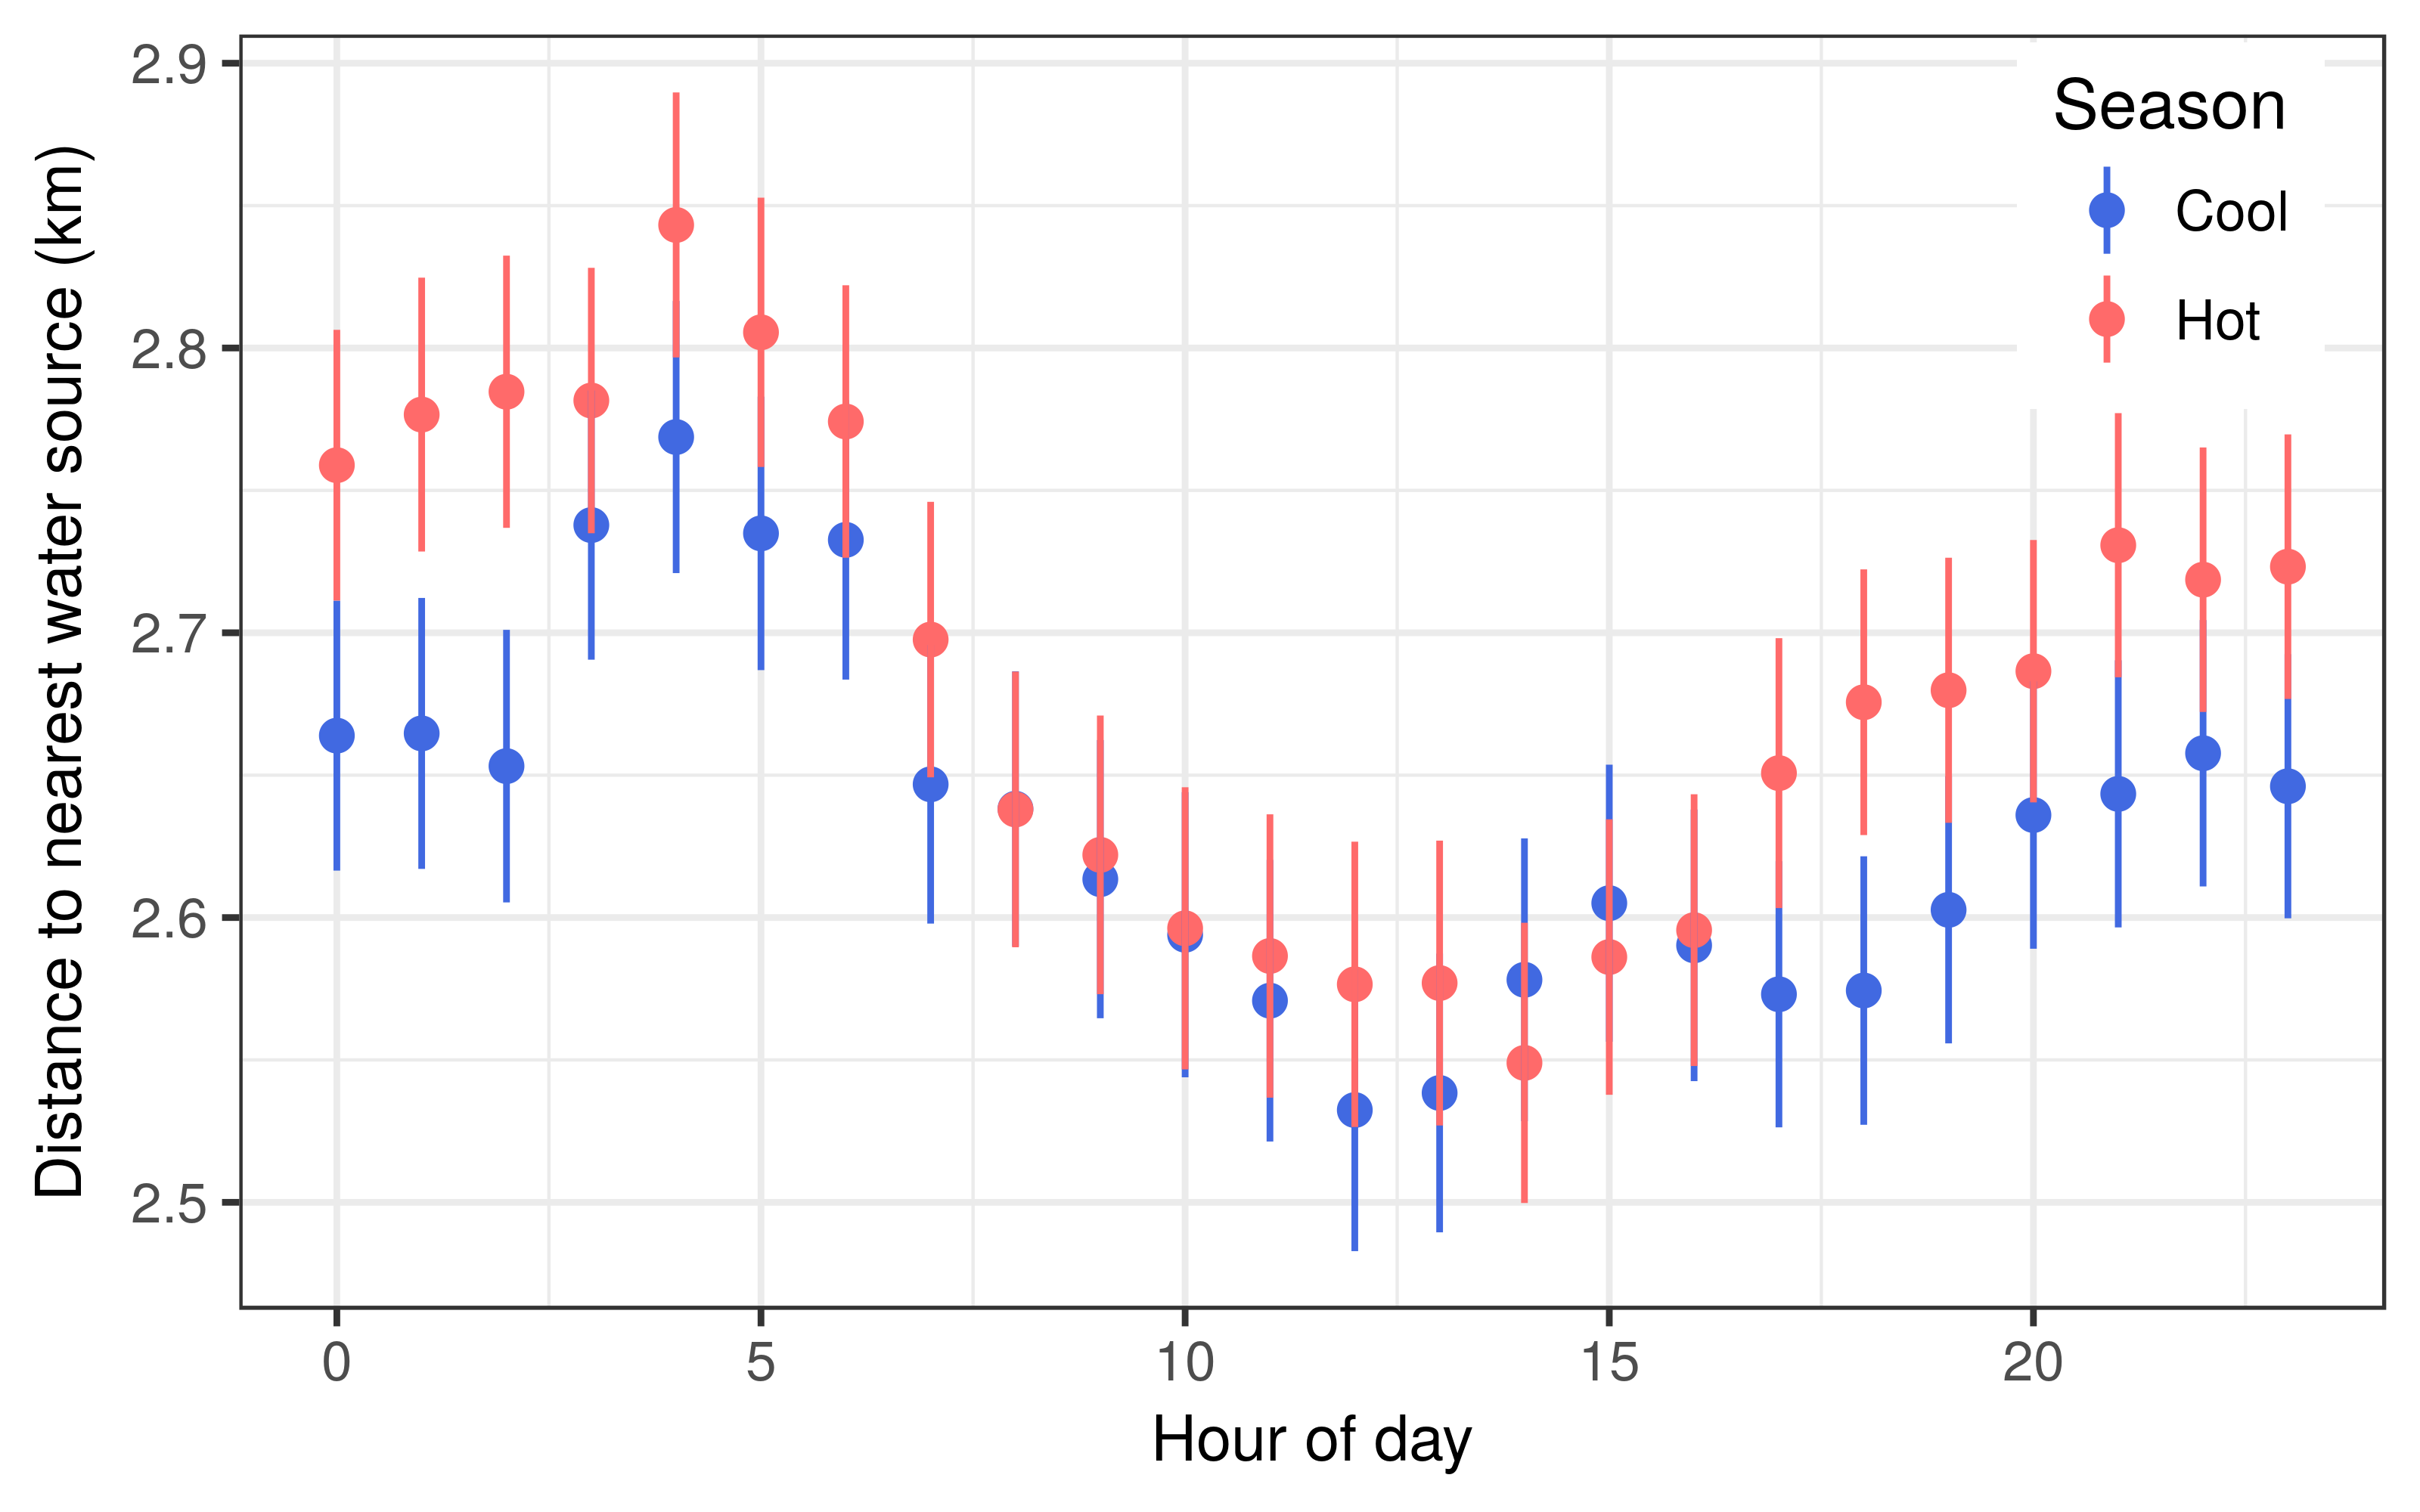 Distance to nearest water source (km)
2.9
2.8
2.7
2.6
2.5
Season
Cool
Hot
0 5 10 15 20
Hour of day